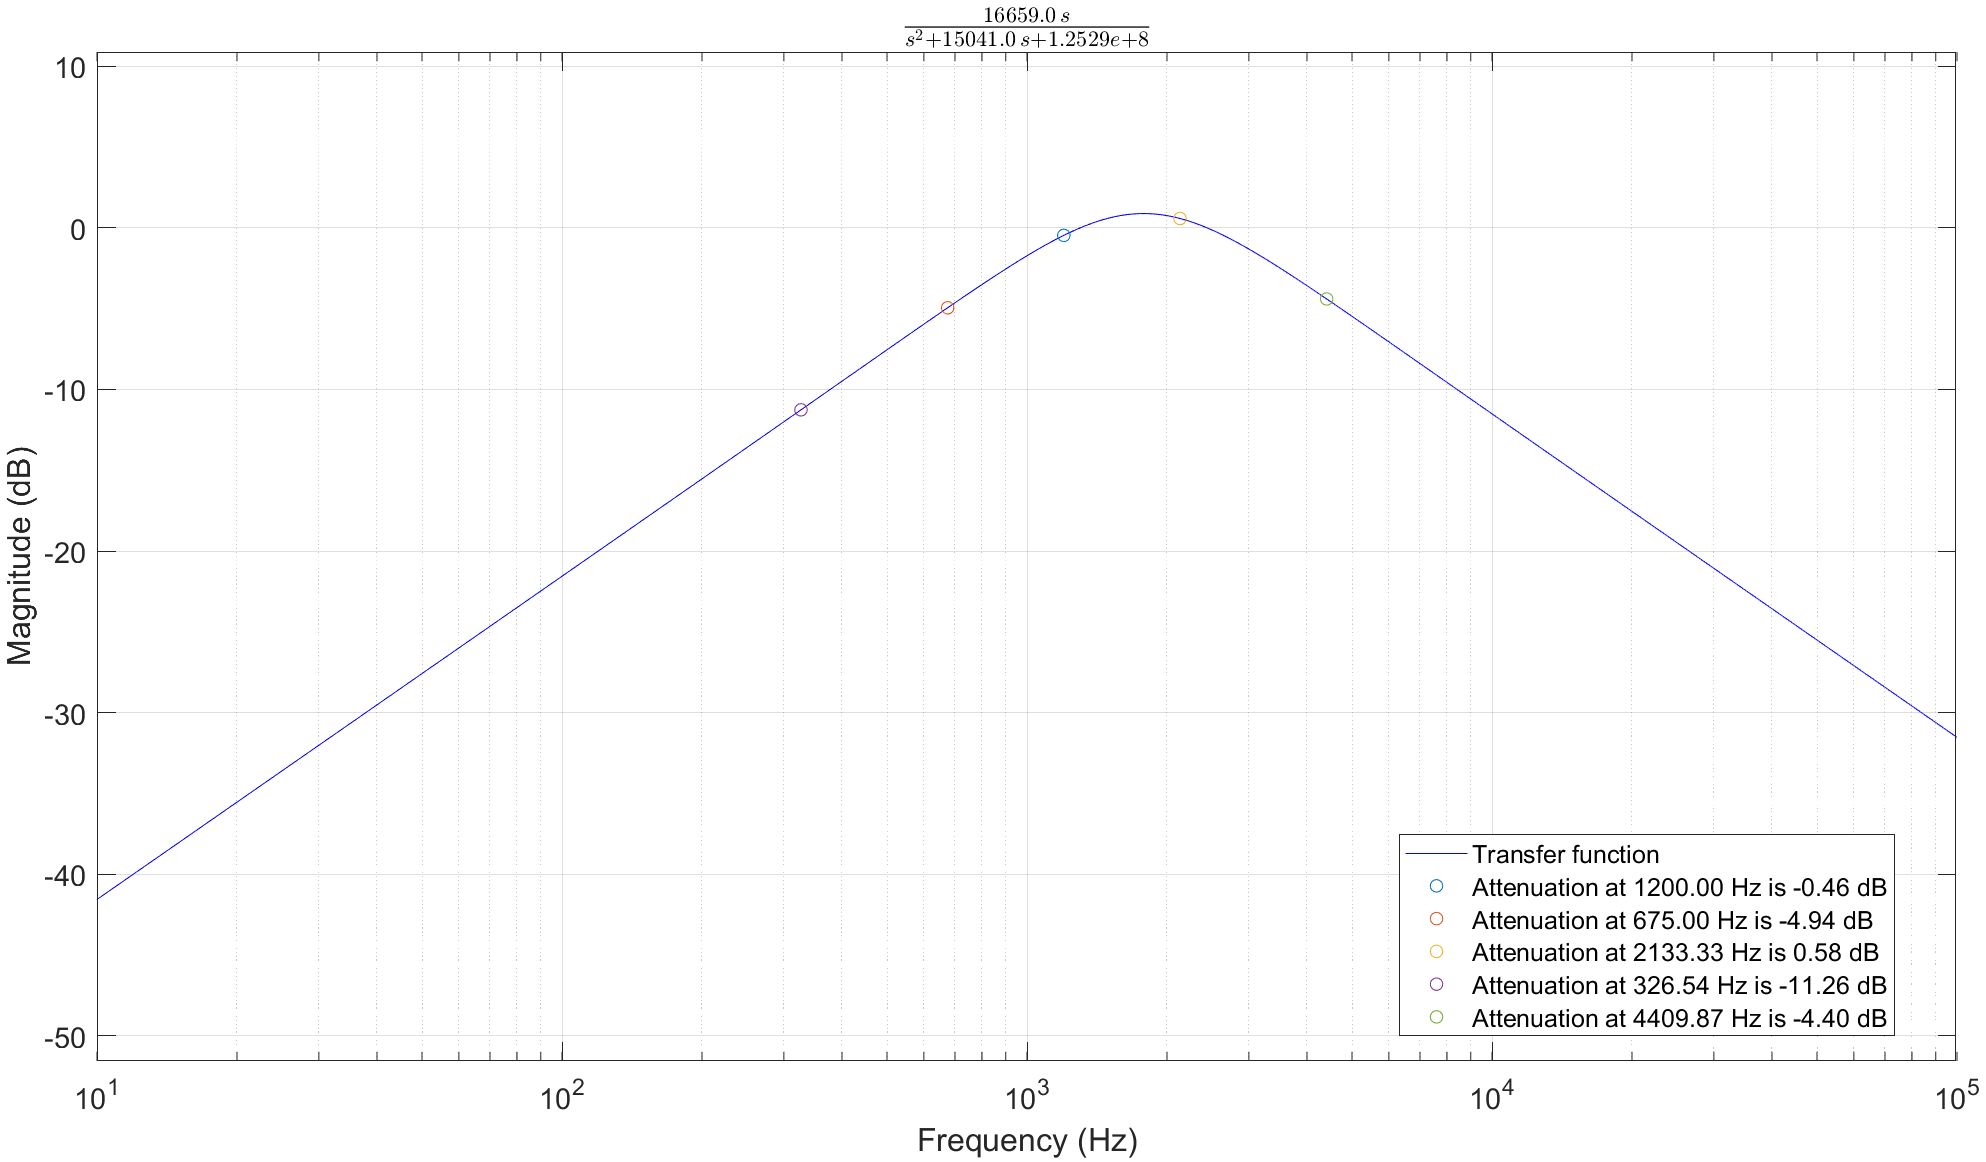 16659.0 s
s²+15041.0 s+1.2529e+8
10
0
-10
-20
-30
-40
-50
Magnitude (dB)
10¹ 10² 10³ 10⁴ 10⁵
Frequency (Hz)
Transfer function
Attenuation at 1200.00 Hz is -0.46 dB
Attenuation at 675.00 Hz is -4.94 dB
Attenuation at 2133.33 Hz is 0.58 dB
Attenuation at 326.54 Hz is -11.26 dB
Attenuation at 4409.87 Hz is -4.40 dB